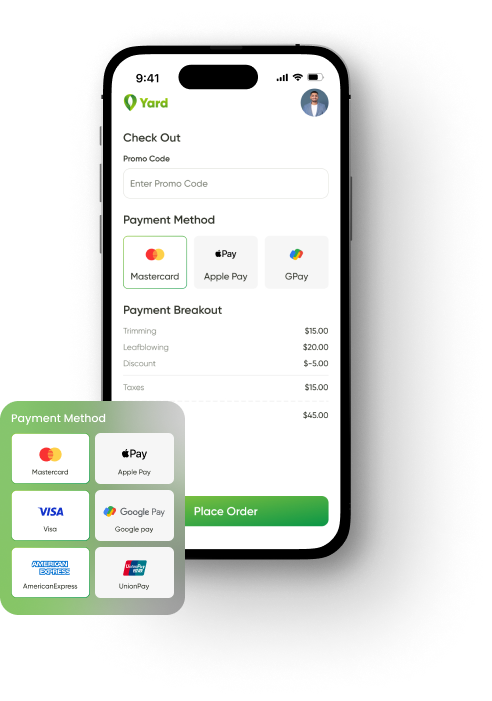 9:41
Yard
Check Out
Promo Code
Enter Promo Code
Payment Method
Pay
Mastercard Apple Pay GPay
Payment Breakout
Trimming $15.00
Leafblowing $20.00
Discount $-5.00
Taxes $15.00
$45.00
Place Order
Payment Method
Pay
Mastercard Apple Pay
VISA Google Pay
Visa Google pay
AMERICAN EXPRESS UnionPay
AmericanExpress UnionPay